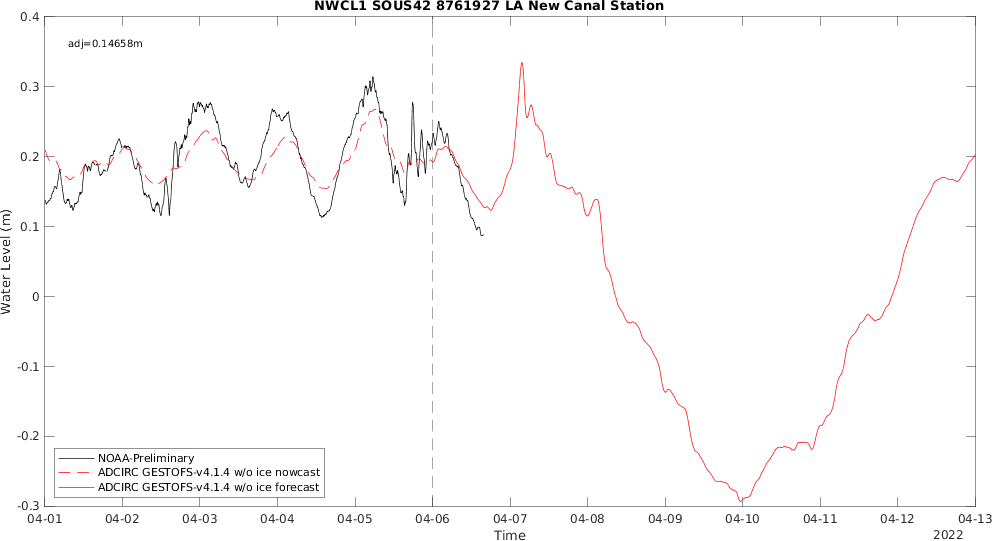 NWCL1 SOUS42 8761927 LA New Canal Station
adj=0.14658m
0.4
0.3
0.2
0.1
0
-0.1
-0.2
-0.3
Water Level (m)
NOAA-Preliminary
ADCIRC GESTOFS-v4.1.4 w/o ice nowcast
ADCIRC GESTOFS-v4.1.4 w/o ice forecast
04-01 04-02 04-03 04-04 04-05 04-06 04-07 04-08 04-09 04-10 04-11 04-12 04-13
Time
2022